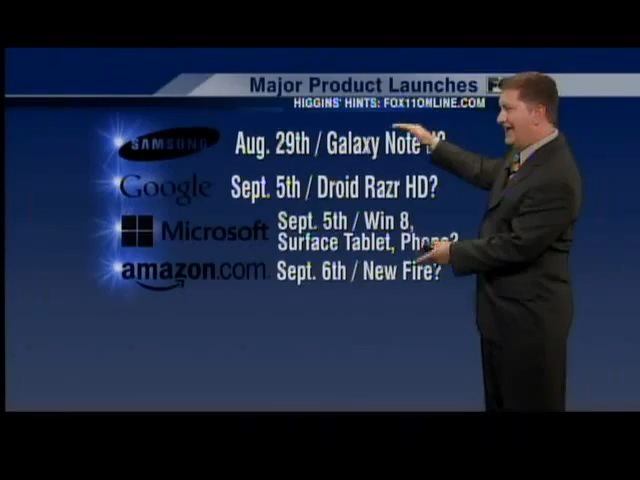 Major Product Launches
HIGGINS' HINTS: FOX11ONLINE.COM
SAMSUNG Aug. 29th / Galaxy Note
Google Sept. 5th / Droid Razr HD?
Microsoft Sept. 5th / Win 8,
Surface Tablet, Phone?
amazon.com Sept. 6th / New Fire?